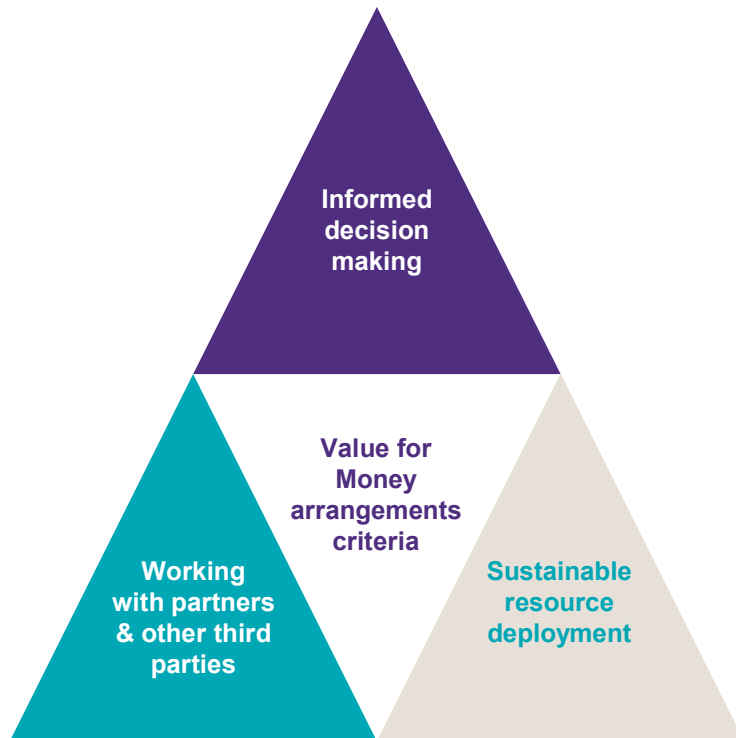 Informed
decision
making
Value for
Money
arrangements
criteria
Working
with partners
& other third
parties
Sustainable
resource
deployment